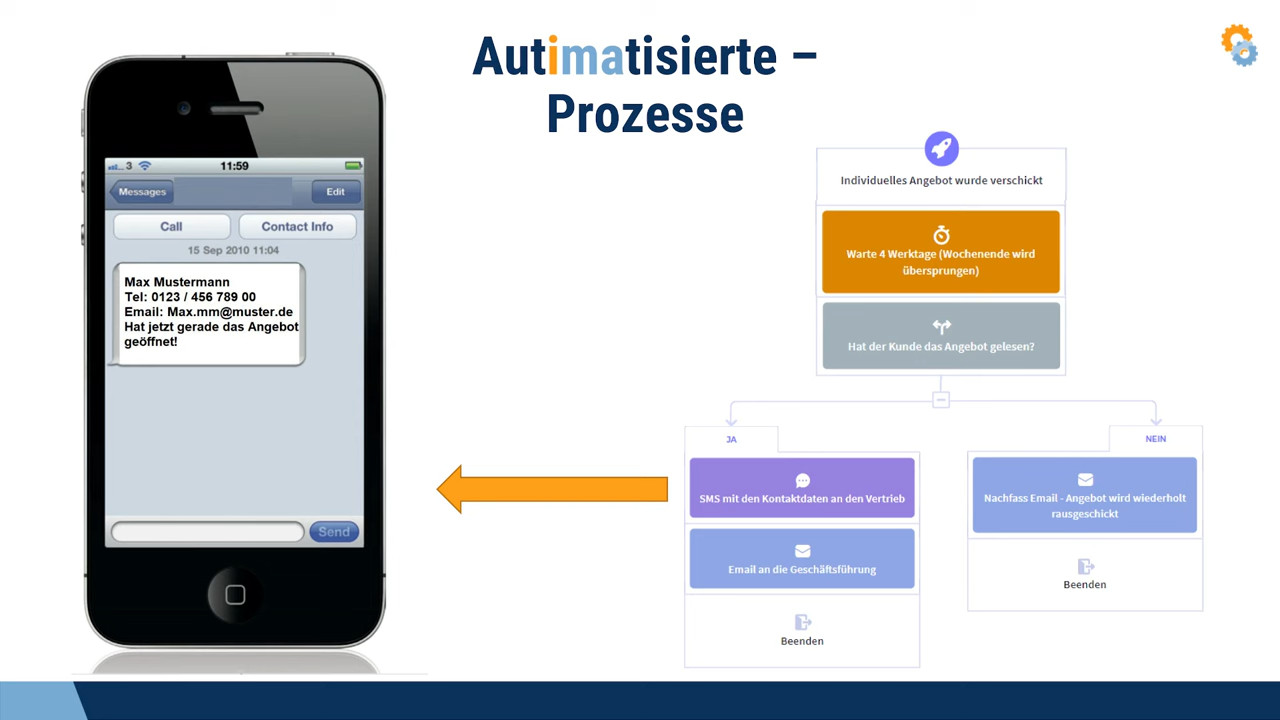 Autimatisierte –
Prozesse
3
11:59
Messages
Edit
Call
Contact Info
15 Sep 2010 11:04
Max Mustermann
Tel: 0123 / 456 789 00
Email: Max.mm@muster.de
Hat jetzt gerade das Angebot
geöffnet!
Send
Individuelles Angebot wurde verschickt
Warte 4 Werktage (Wochenende wird
übersprungen)
Hat der Kunde das Angebot gelesen?
JA
SMS mit den Kontaktdaten an den Vertrieb
Email an die Geschäftsführung
Beenden
NEIN
Nachfass Email - Angebot wird wiederholt
rausgeschickt
Beenden